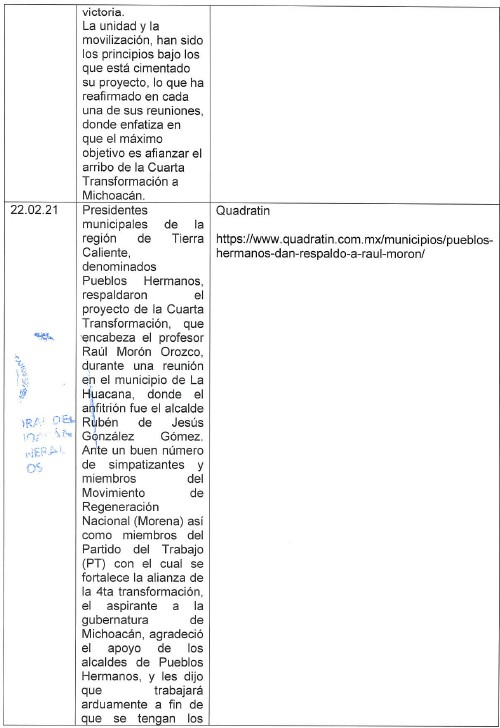 victoria.
La unidad y la
movilización, han sido
los principios bajo los
que está cimentado
su proyecto, lo que ha
reafirmado en cada
una de sus reuniones,
donde enfatiza en
que el máximo
objetivo es afianzar el
arribo de la Cuarta
Transformación a
Michoacán.
22.02.21
Presidentes
municipales de la
región de Tierra
Caliente,
denominados
Pueblos Hermanos,
respaldaron el
proyecto de la Cuarta
Transformación, que
encabeza el profesor
Raúl Morón Orozco,
durante una reunión
en el municipio de La
Huacana, donde el
anfitrión fue el alcalde
Rubén de Jesús
González Gómez.
Ante un buen número
de simpatizantes y
miembros del
Movimiento de
Regeneración
Nacional (Morena) así
como miembros del
Partido del Trabajo
(PT) con el cual se
fortalece la alianza de
la 4ta transformación,
el aspirante a la
gubernatura de
Michoacán, agradeció
el apoyo de los
alcaldes de Pueblos
Hermanos, y les dijo
que trabajará
arduamente a fin de
que se tengan los
Quadratin
https://www.quadratin.com.mx/municipios/pueblos-
hermanos-dan-respaldo-a-raul-moron/
DEL
OS